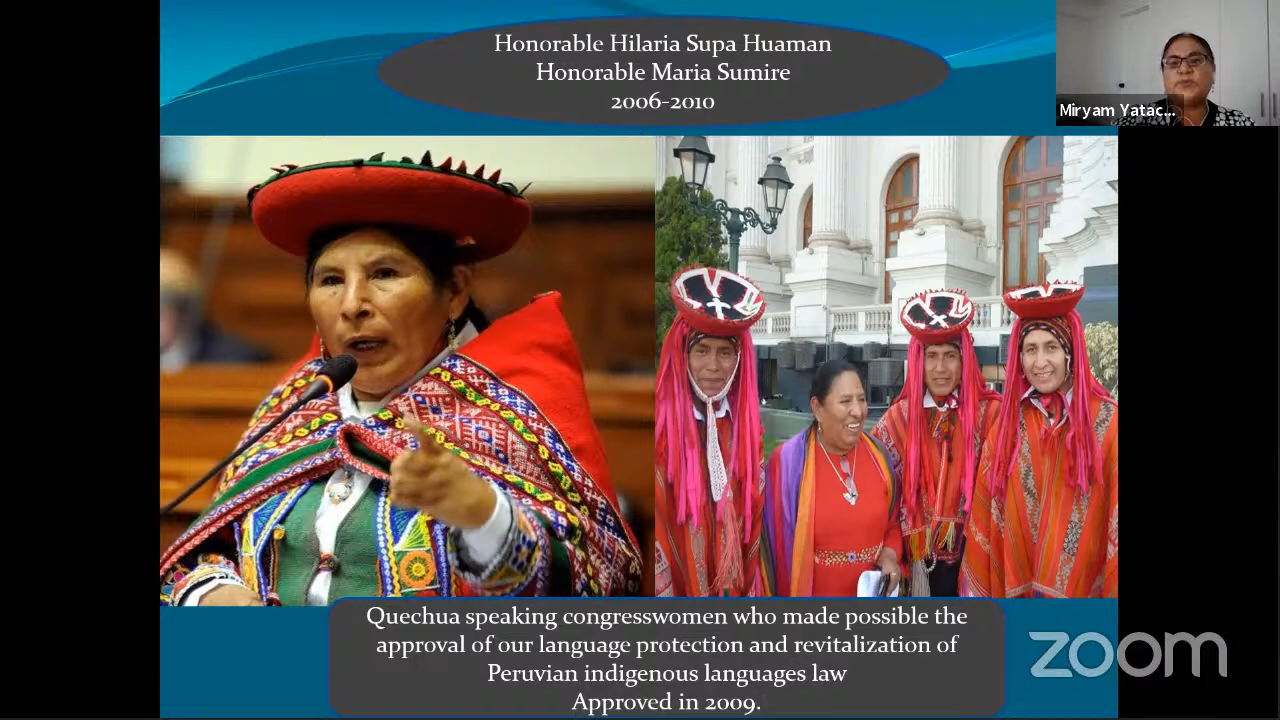 Honorable Hilaria Supa Huaman
Honorable Maria Sumire
2006-2010
Miryam Yatac...
Quechua speaking congresswomen who made possible the
approval of our language protection and revitalization of
Peruvian indigenous languages law
Approved in 2009.
zoom